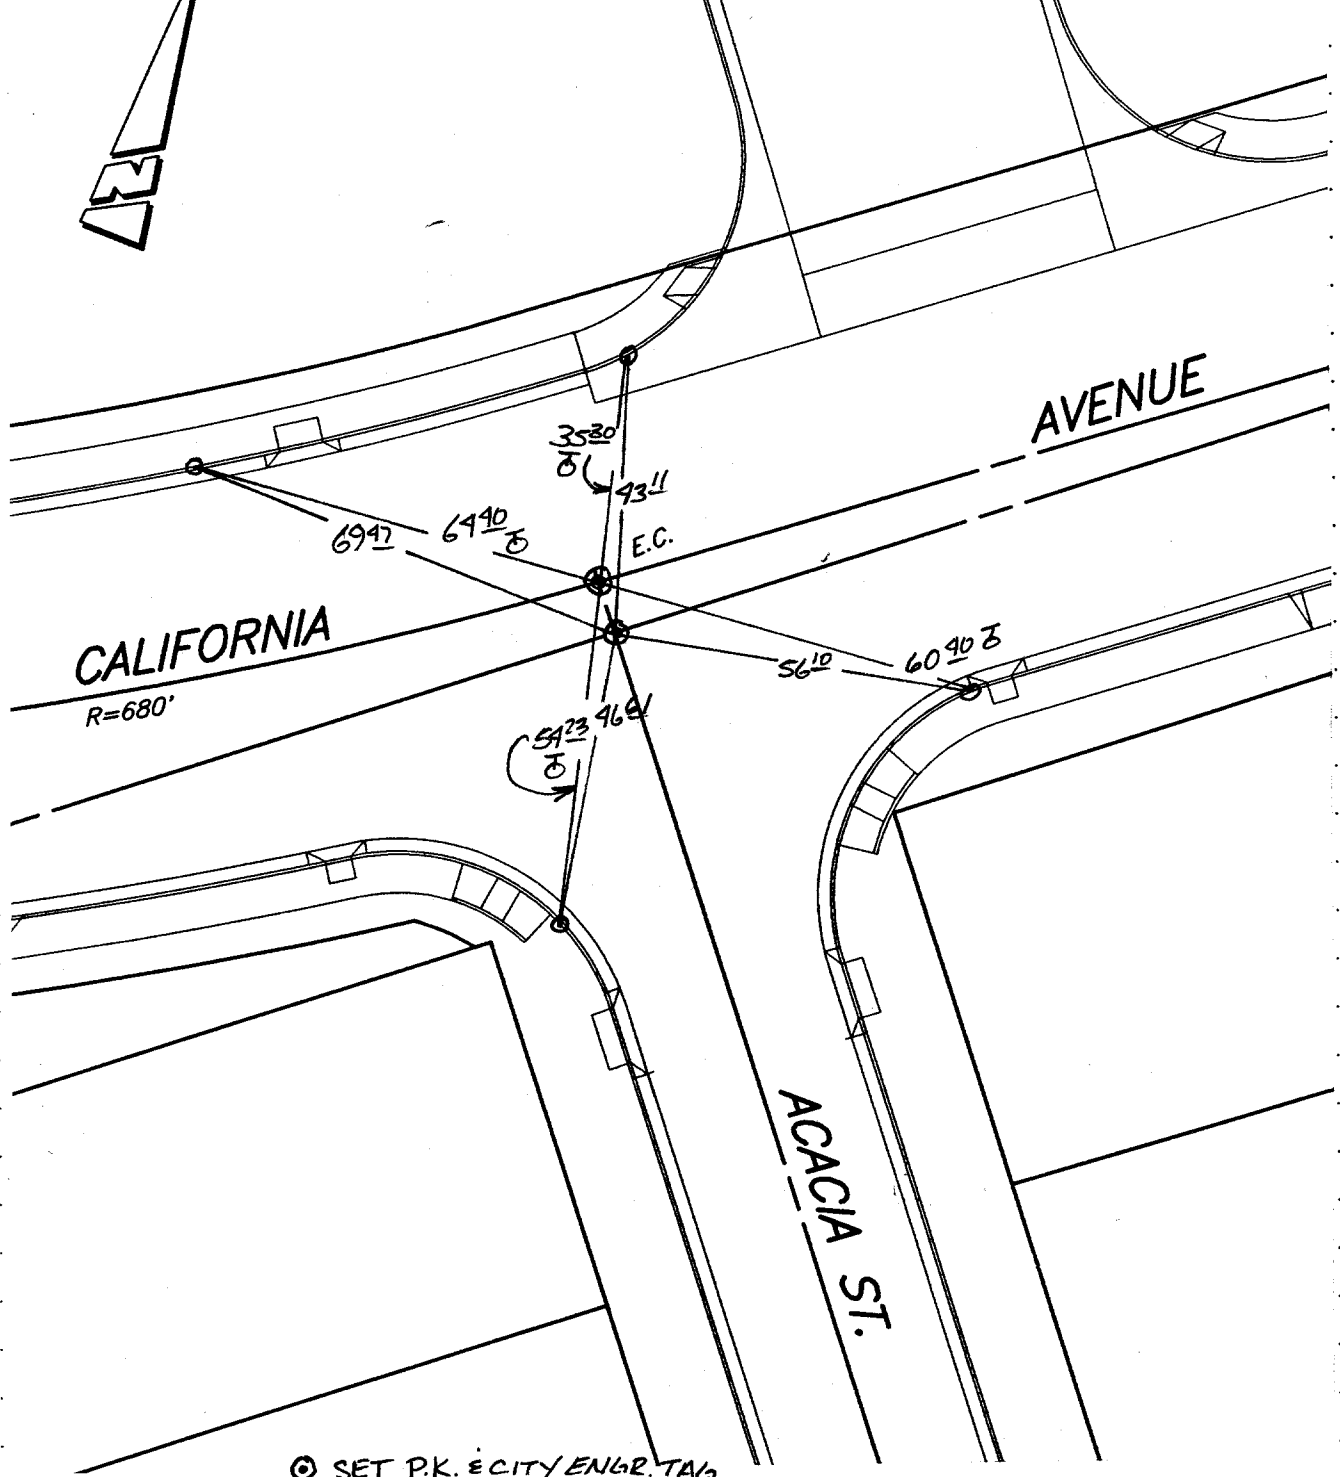 N
AVENUE
35.30
43.11
E.C.
69.47
64.40
CALIFORNIA
R=680'
56.10
60.40
54.23
46.51
ACACIA ST.
⊙ SET P.K. & CITY ENGR. TAG